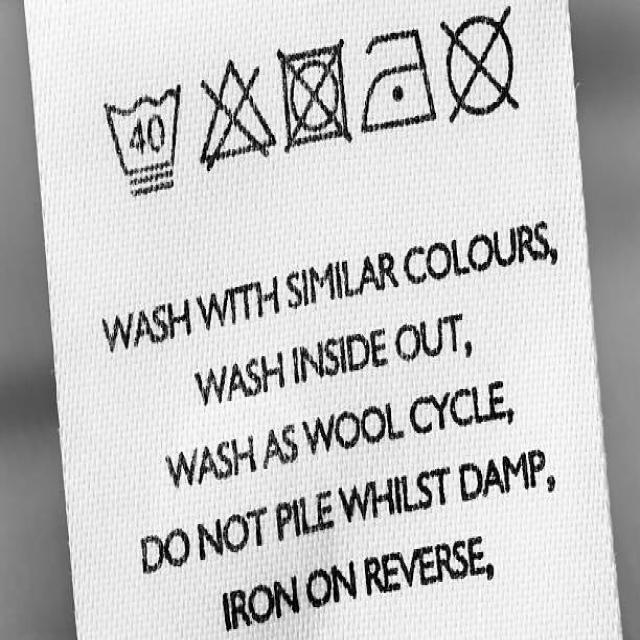 40
WASH WITH SIMILAR COLOURS,
WASH INSIDE OUT,
WASH AS WOOL CYCLE,
DO NOT PILE WHILST DAMP,
IRON ON REVERSE,